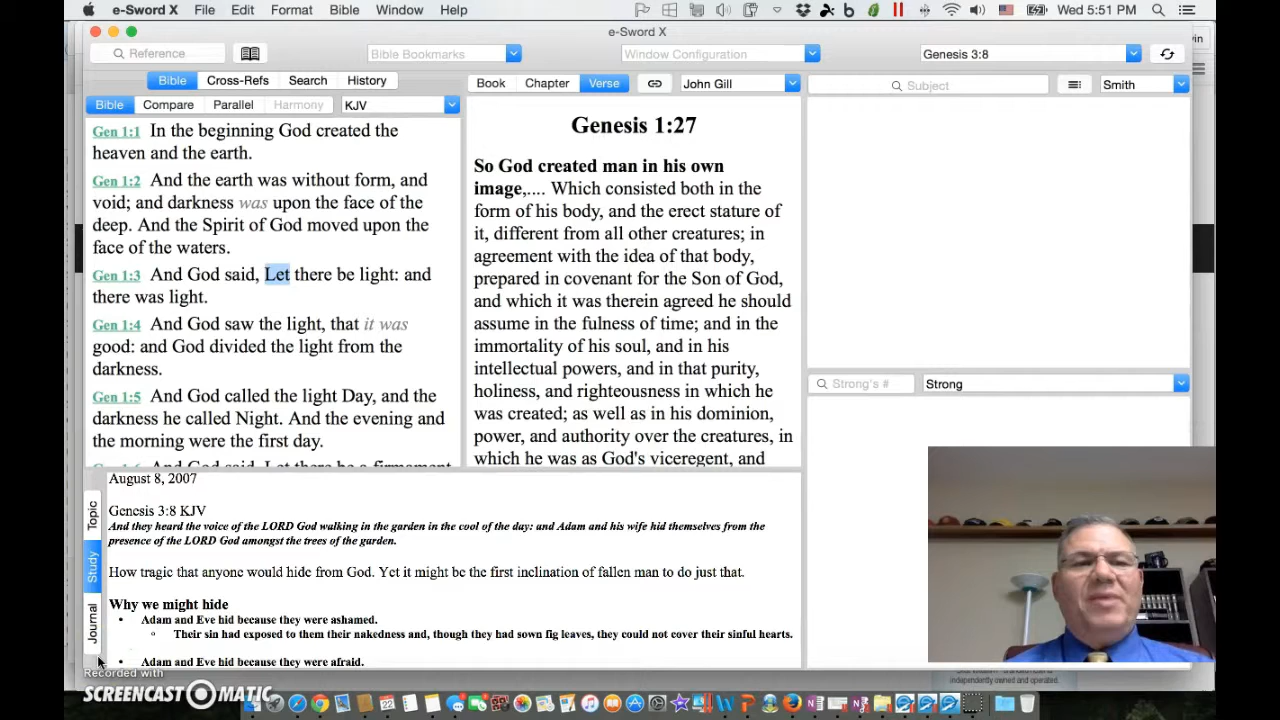 e-Sword X File Edit Format Bible Window Help
Wed 5:51 PM
e-Sword X
Reference
Bible Bookmarks
Window Configuration
Genesis 3:8
Bible Cross-Refs Search History
Book Chapter Verse John Gill
Subject
Smith
Bible Compare Parallel Harmony KJV
Gen 1:1 In the beginning God created the
heaven and the earth.
Gen 1:2 And the earth was without form, and
void; and darkness was upon the face of the
deep. And the Spirit of God moved upon the
face of the waters.
Gen 1:3 And God said, Let there be light: and
there was light.
Gen 1:4 And God saw the light, that it was
good: and God divided the light from the
darkness.
Gen 1:5 And God called the light Day, and the
darkness he called Night. And the evening and
the morning were the first day.
Gen 1:6 And God said, Let there be a firmament
Genesis 1:27
So God created man in his own
image,.... Which consisted both in the
form of his body, and the erect stature of
it, different from all other creatures; in
agreement with the idea of that body,
prepared in covenant for the Son of God,
and which it was therein agreed he should
assume in the fulness of time; and in the
immortality of his soul, and in his
intellectual powers, and in that purity,
holiness, and righteousness in which he
was created; as well as in his dominion,
power, and authority over the creatures, in
which he was as God's viceregent, and
Strong's #
Strong
Topic
Study
Journal
August 8, 2007
Genesis 3:8 KJV
And they heard the voice of the LORD God walking in the garden in the cool of the day: and Adam and his wife hid themselves from the
presence of the LORD God amongst the trees of the garden.
How tragic that anyone would hide from God. Yet it might be the first inclination of fallen man to do just that.
Why we might hide
• Adam and Eve hid because they were ashamed.
◦ Their sin had exposed to them their nakedness and, though they had sown fig leaves, they could not cover their sinful hearts.
• Adam and Eve hid because they were afraid.
Recorded with
SCREENCAST-O-MATIC
independently owned and operated.